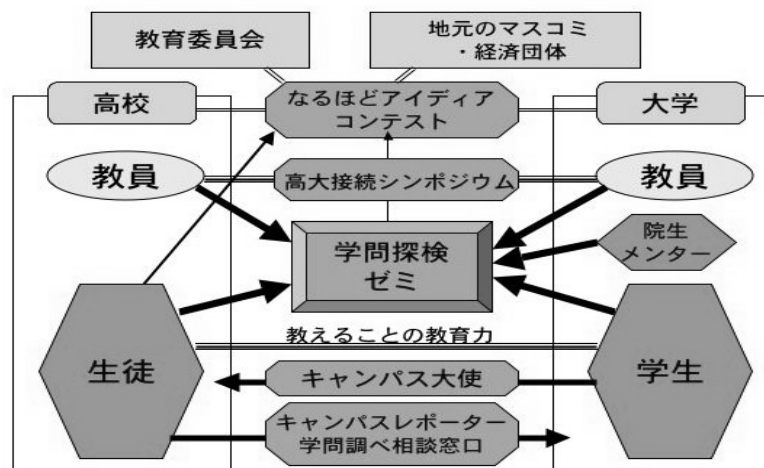 教育委員会
地元のマスコミ
・経済団体
高校
なるほどアイディア
コンテスト
大学
教員
高大接続シンポジウム
教員
学問探検
ゼミ
院生
メンター
教えることの教育力
生徒
キャンパス大使
学生
キャンパスレポーター
学問調べ相談窓口